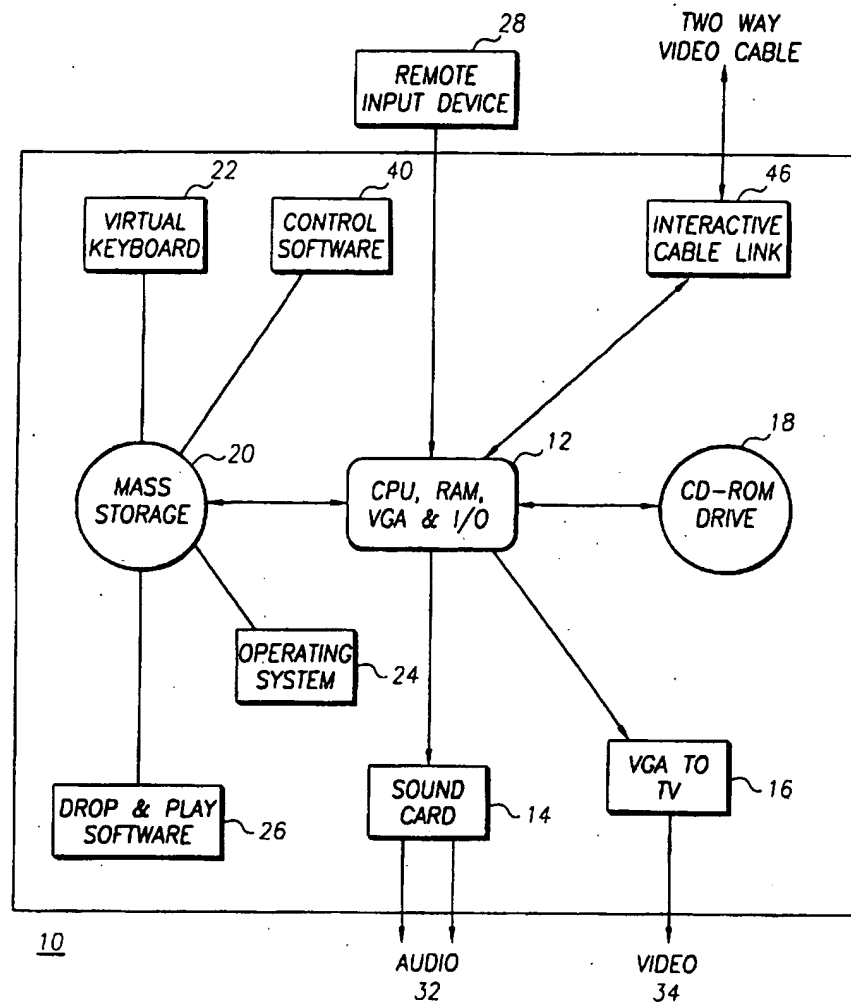 28
TWO WAY
VIDEO CABLE
REMOTE
INPUT DEVICE
22
40
46
VIRTUAL
KEYBOARD
CONTROL
SOFTWARE
INTERACTIVE
CABLE LINK
20
12
18
MASS
STORAGE
CPU, RAM,
VGA & I/O
CD-ROM
DRIVE
OPERATING
SYSTEM
24
DROP & PLAY
SOFTWARE
26
SOUND
CARD
14
VGA TO
TV
16
10
AUDIO
32
VIDEO
34